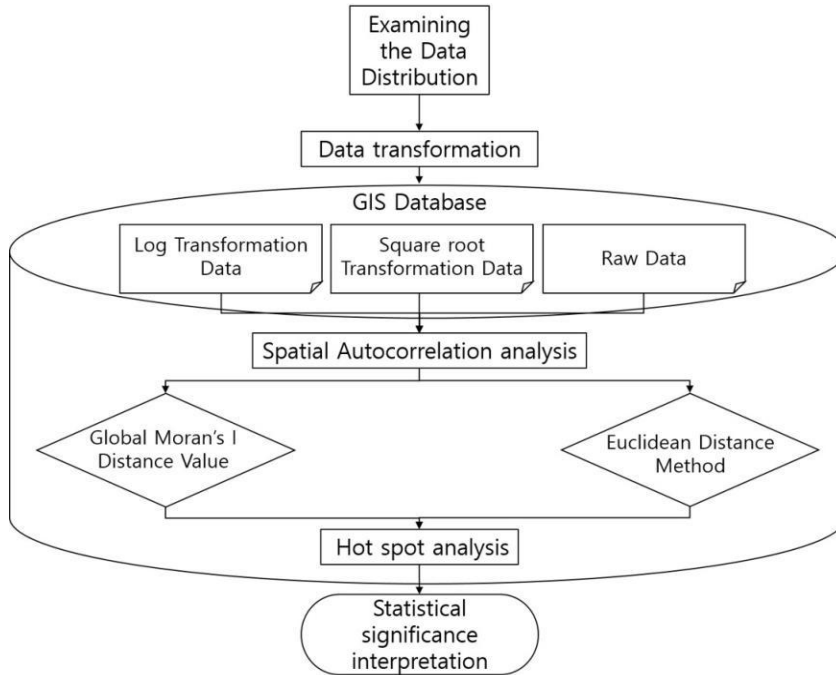 Examining
the Data
Distribution
Data transformation
GIS Database
Log Transformation
Data
Square root
Transformation Data
Raw Data
Spatial Autocorrelation analysis
Global Moran's I
Distance Value
Euclidean Distance
Method
Hot spot analysis
Statistical
significance
interpretation